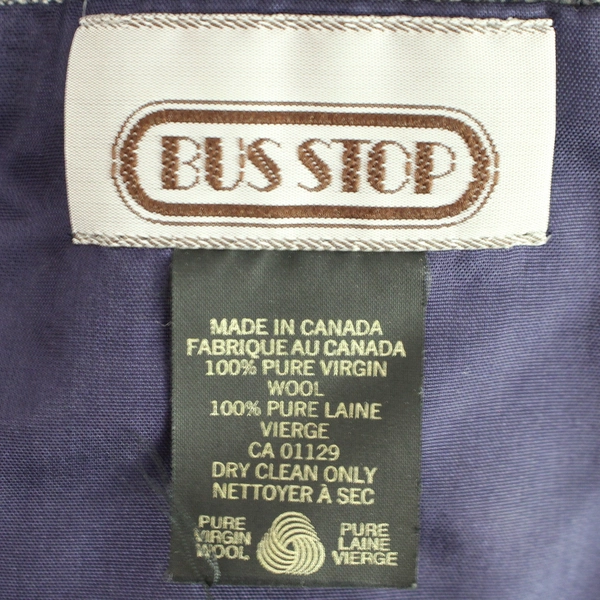 BUS STOP
MADE IN CANADA
FABRIQUE AU CANADA
100% PURE VIRGIN
WOOL
100% PURE LAINE
VIERGE
CA 01129
DRY CLEAN ONLY
NETTOYER À SEC
PURE
VIRGIN
WOOL
PURE
LAINE
VIERGE